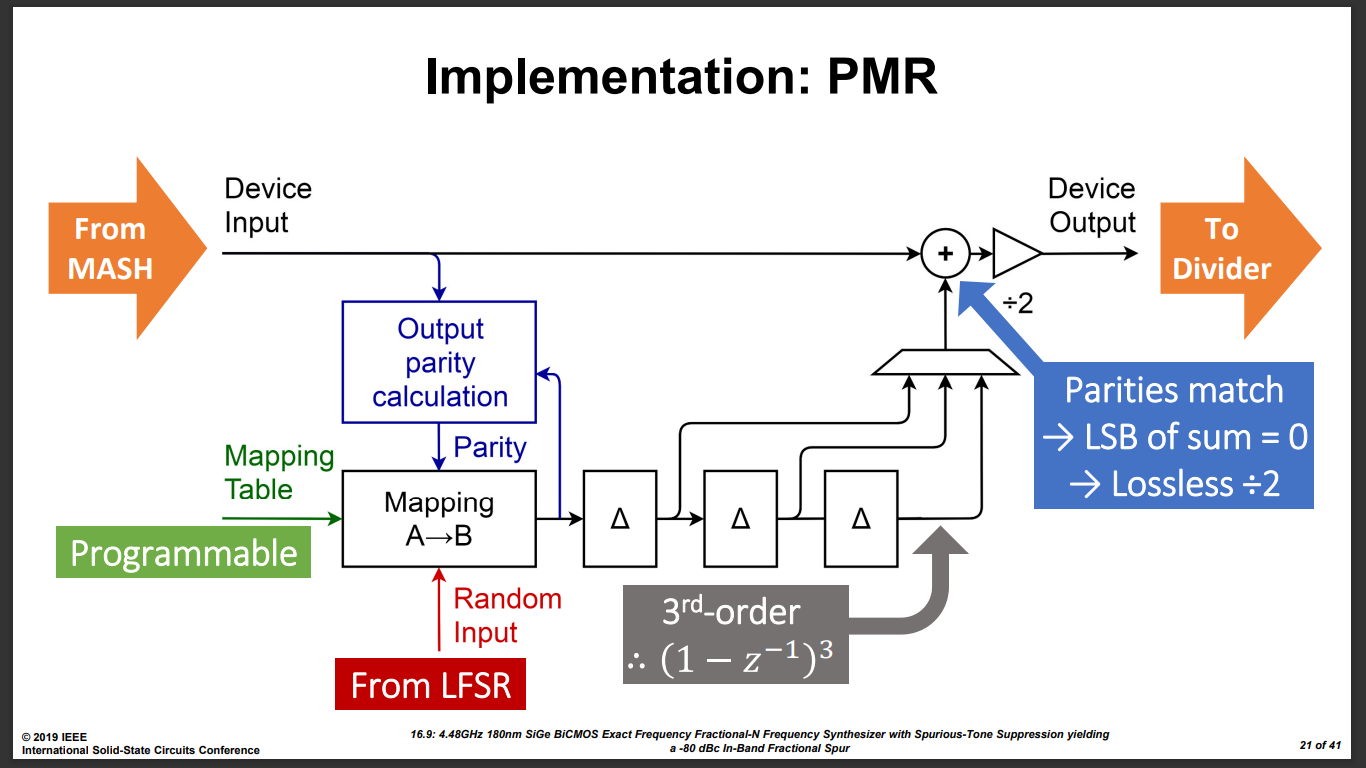 Implementation: PMR
From
MASH
Device
Input
Device
Output
To
Divider
+
÷2
Output
parity
calculation
Parity
Parities match
→ LSB of sum = 0
→ Lossless ÷2
Mapping
Table
Programmable
Mapping
A→B
Δ
Δ
Δ
Random
Input
From LFSR
3rd-order
∴ (1 − z⁻¹)³
© 2019 IEEE
International Solid-State Circuits Conference
16.9: 4.48GHz 180nm SiGe BiCMOS Exact Frequency Fractional-N Frequency Synthesizer with Spurious-Tone Suppression yielding
a -80 dBc In-Band Fractional Spur
21 of 41